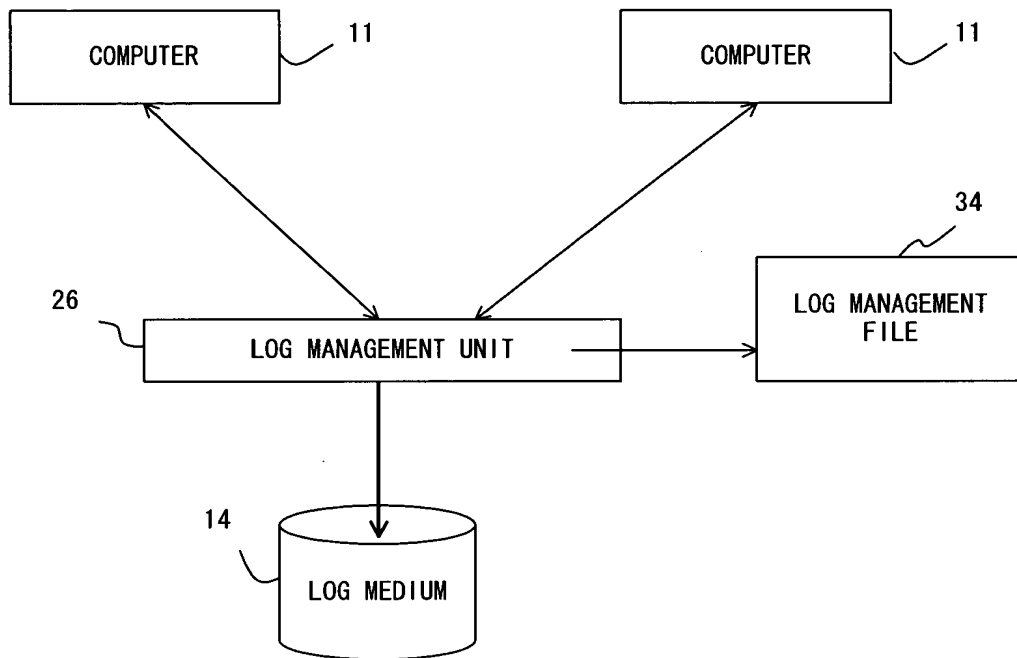 COMPUTER
11
COMPUTER
11
34
LOG MANAGEMENT
FILE
26
LOG MANAGEMENT UNIT
14
LOG MEDIUM